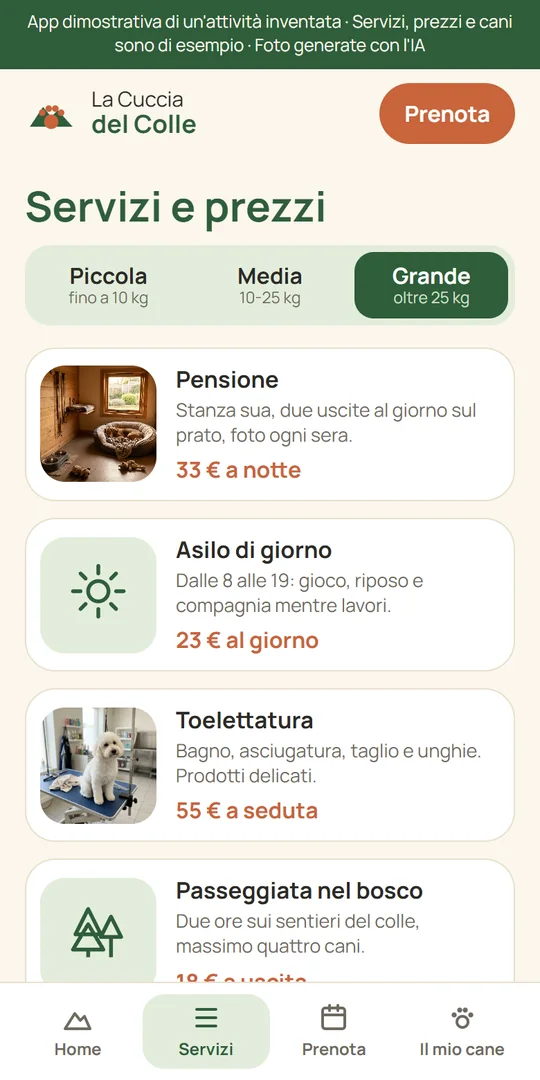 App dimostrativa di un'attività inventata · Servizi, prezzi e cani
sono di esempio · Foto generate con l'IA
La Cuccia
del Colle
Prenota
Servizi e prezzi
Piccola
fino a 10 kg
Media
10-25 kg
Grande
oltre 25 kg
Pensione
Stanza sua, due uscite al giorno sul
prato, foto ogni sera.
33 € a notte
Asilo di giorno
Dalle 8 alle 19: gioco, riposo e
compagnia mentre lavori.
23 € al giorno
Toelettatura
Bagno, asciugatura, taglio e unghie.
Prodotti delicati.
55 € a seduta
Passeggiata nel bosco
Due ore sui sentieri del colle,
massimo quattro cani.
€ a uscita
Home
Servizi
Prenota
Il mio cane